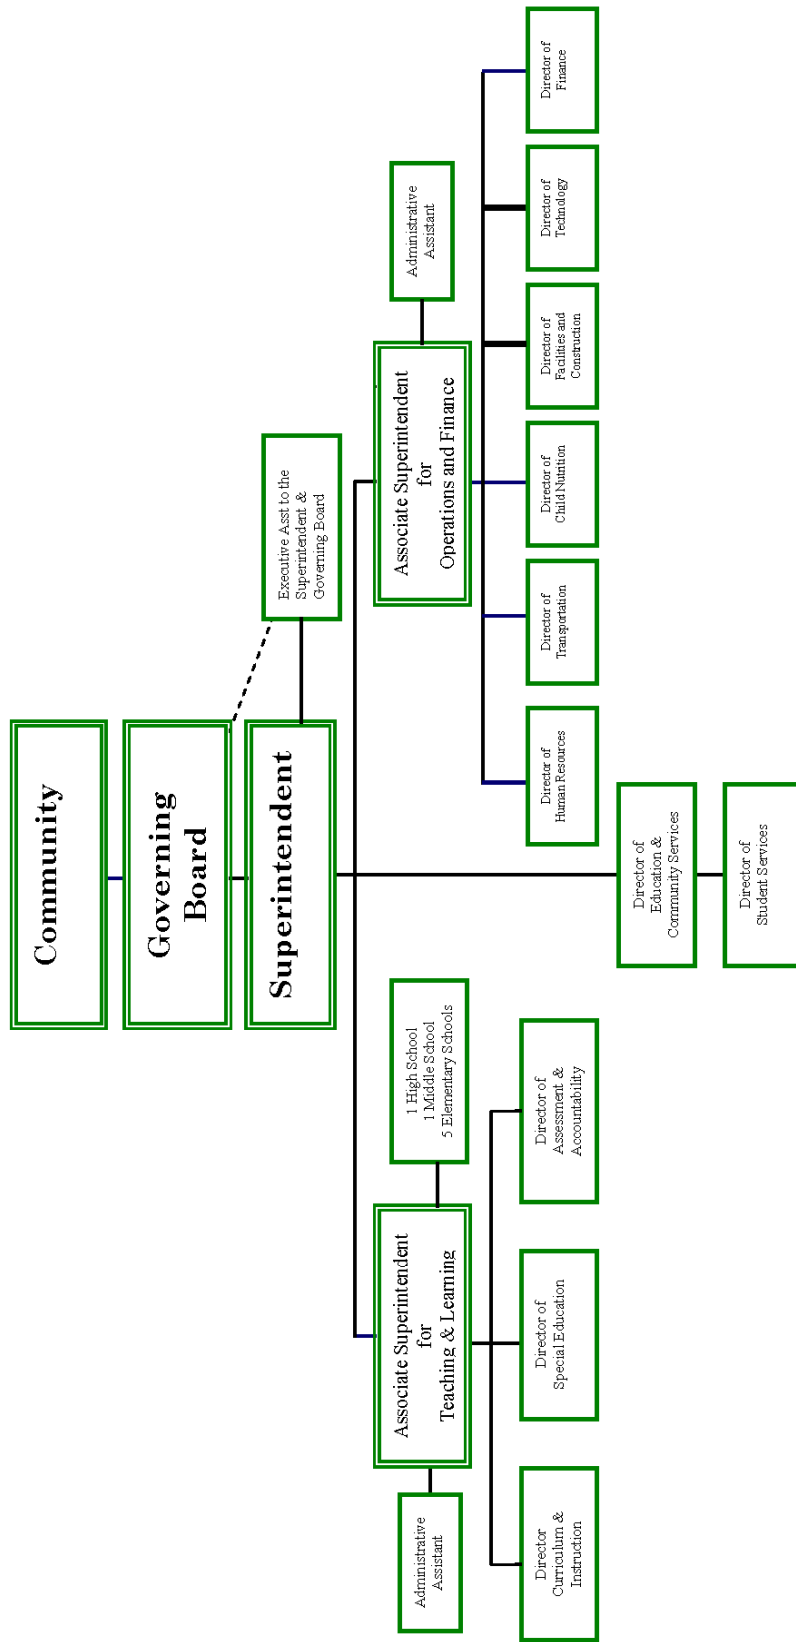 Community
Governing
Board
Superintendent
Executive Asst to the
Superintendent &
Governing Board
Administrative
Assistant
Associate Superintendent
for
Teaching & Learning
1 High School
1 Middle School
5 Elementary Schools
Associate Superintendent
for
Operations and Finance
Administrative
Assistant
Director
Curriculum &
Instruction
Director of
Special Education
Director of
Assessment &
Accountability
Director of
Human Resources
Director of
Transportation
Director of
Child Nutrition
Director of
Facilities and
Construction
Director of
Technology
Director of
Finance
Director of
Education &
Community Services
Director of
Student Services